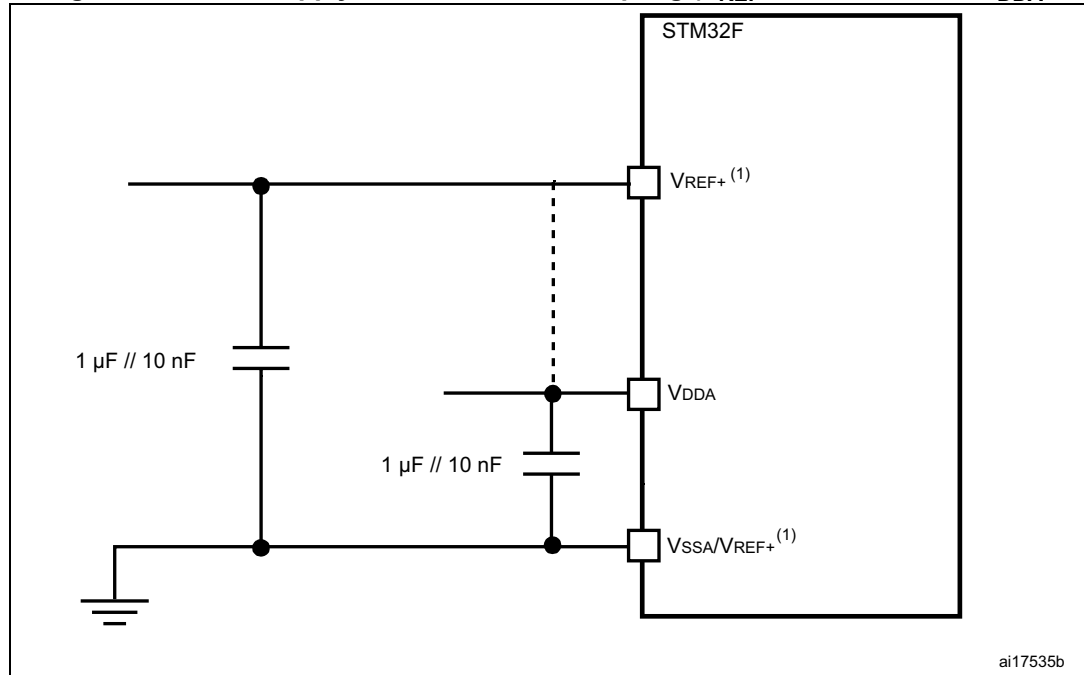 STM32F
VREF+ (1)
1 µF // 10 nF
VDDA
1 µF // 10 nF
VSSA/VREF+ (1)
ai17535b